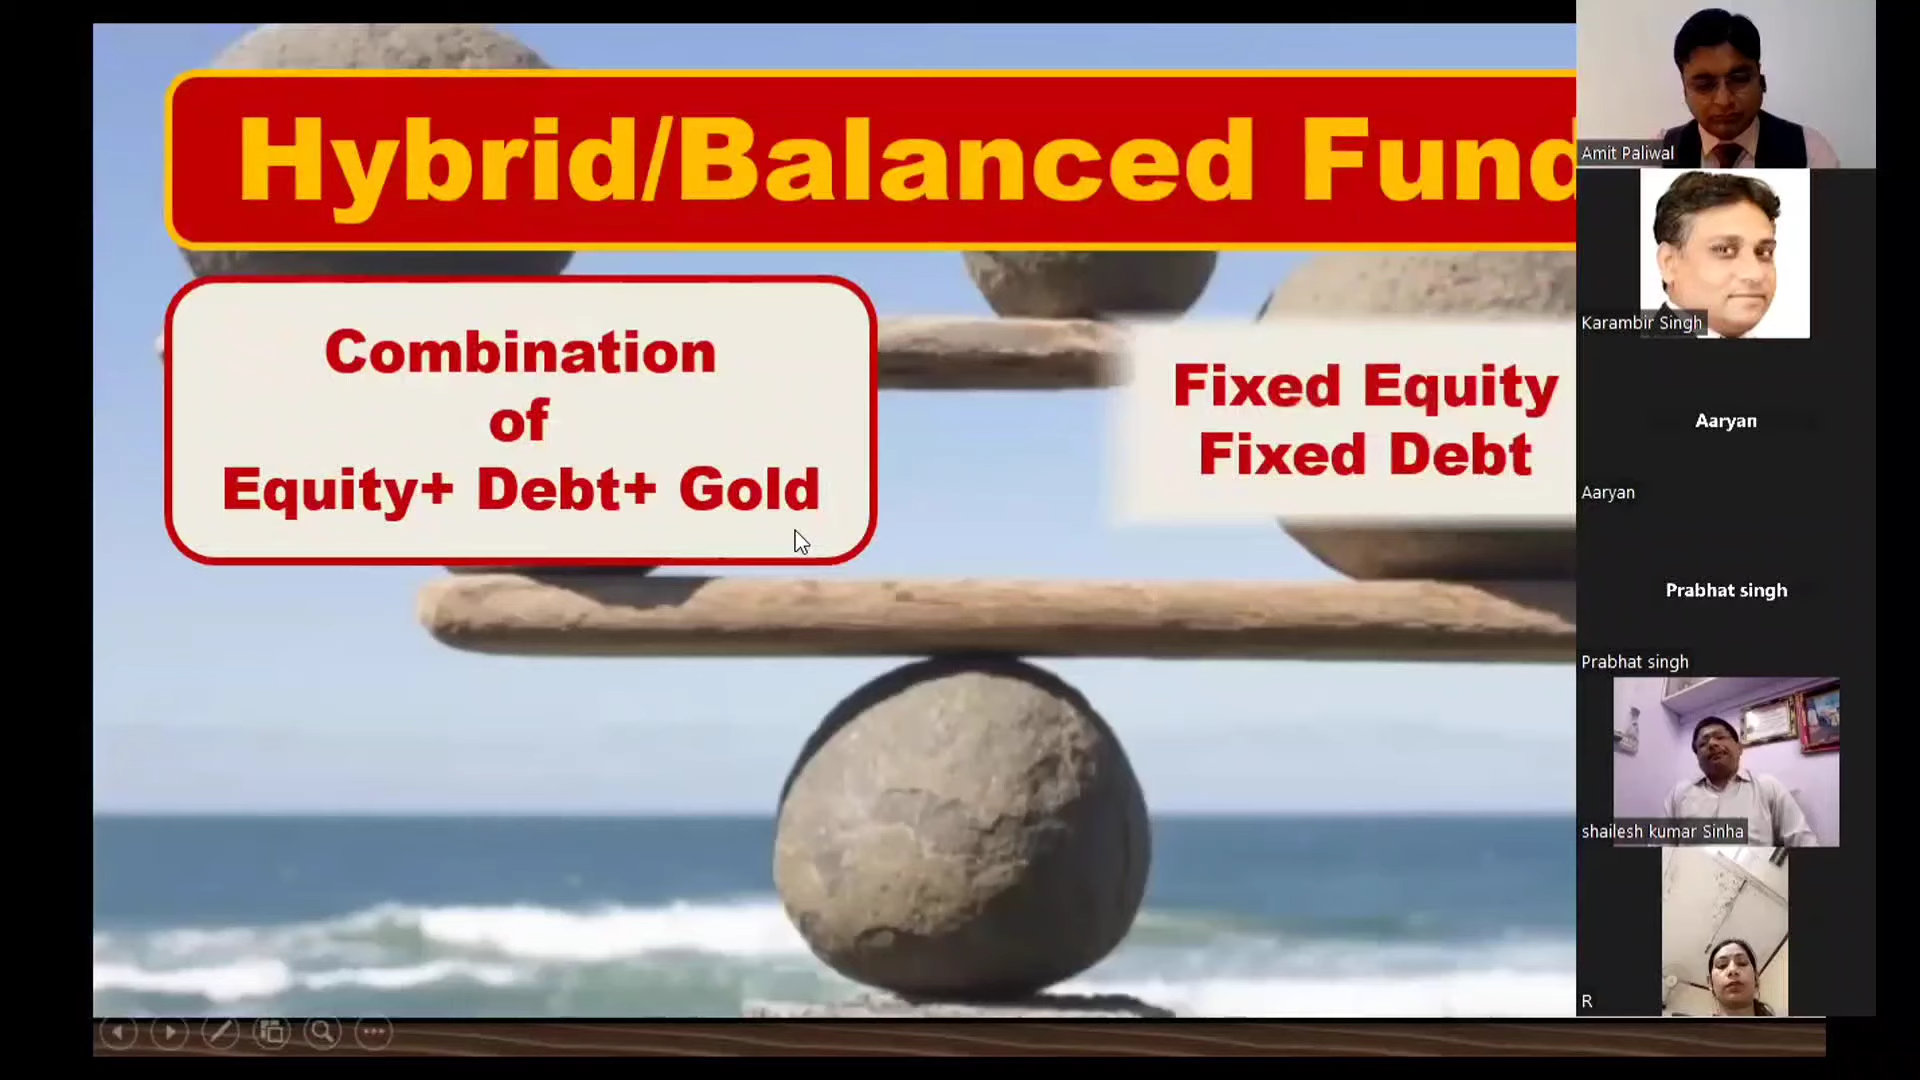 Hybrid/Balanced Fund
Combination
of
Equity+ Debt+ Gold
Fixed Equity
Fixed Debt
Amit Paliwal
Karambir Singh
Aaryan
Aaryan
Prabhat singh
Prabhat singh
shailesh kumar Sinha
R